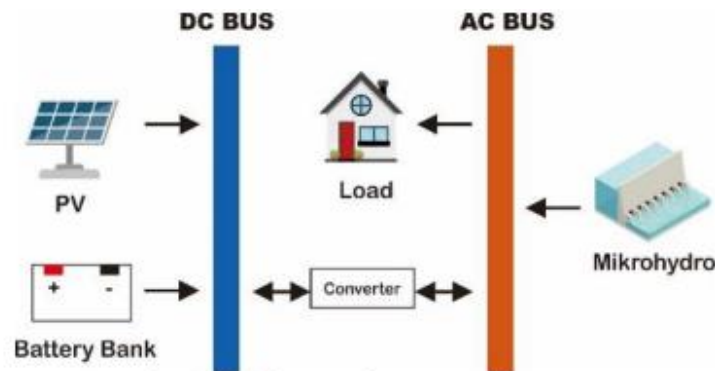 DC BUS
AC BUS
PV
Load
Mikrohydro
+ -
Battery Bank
Converter